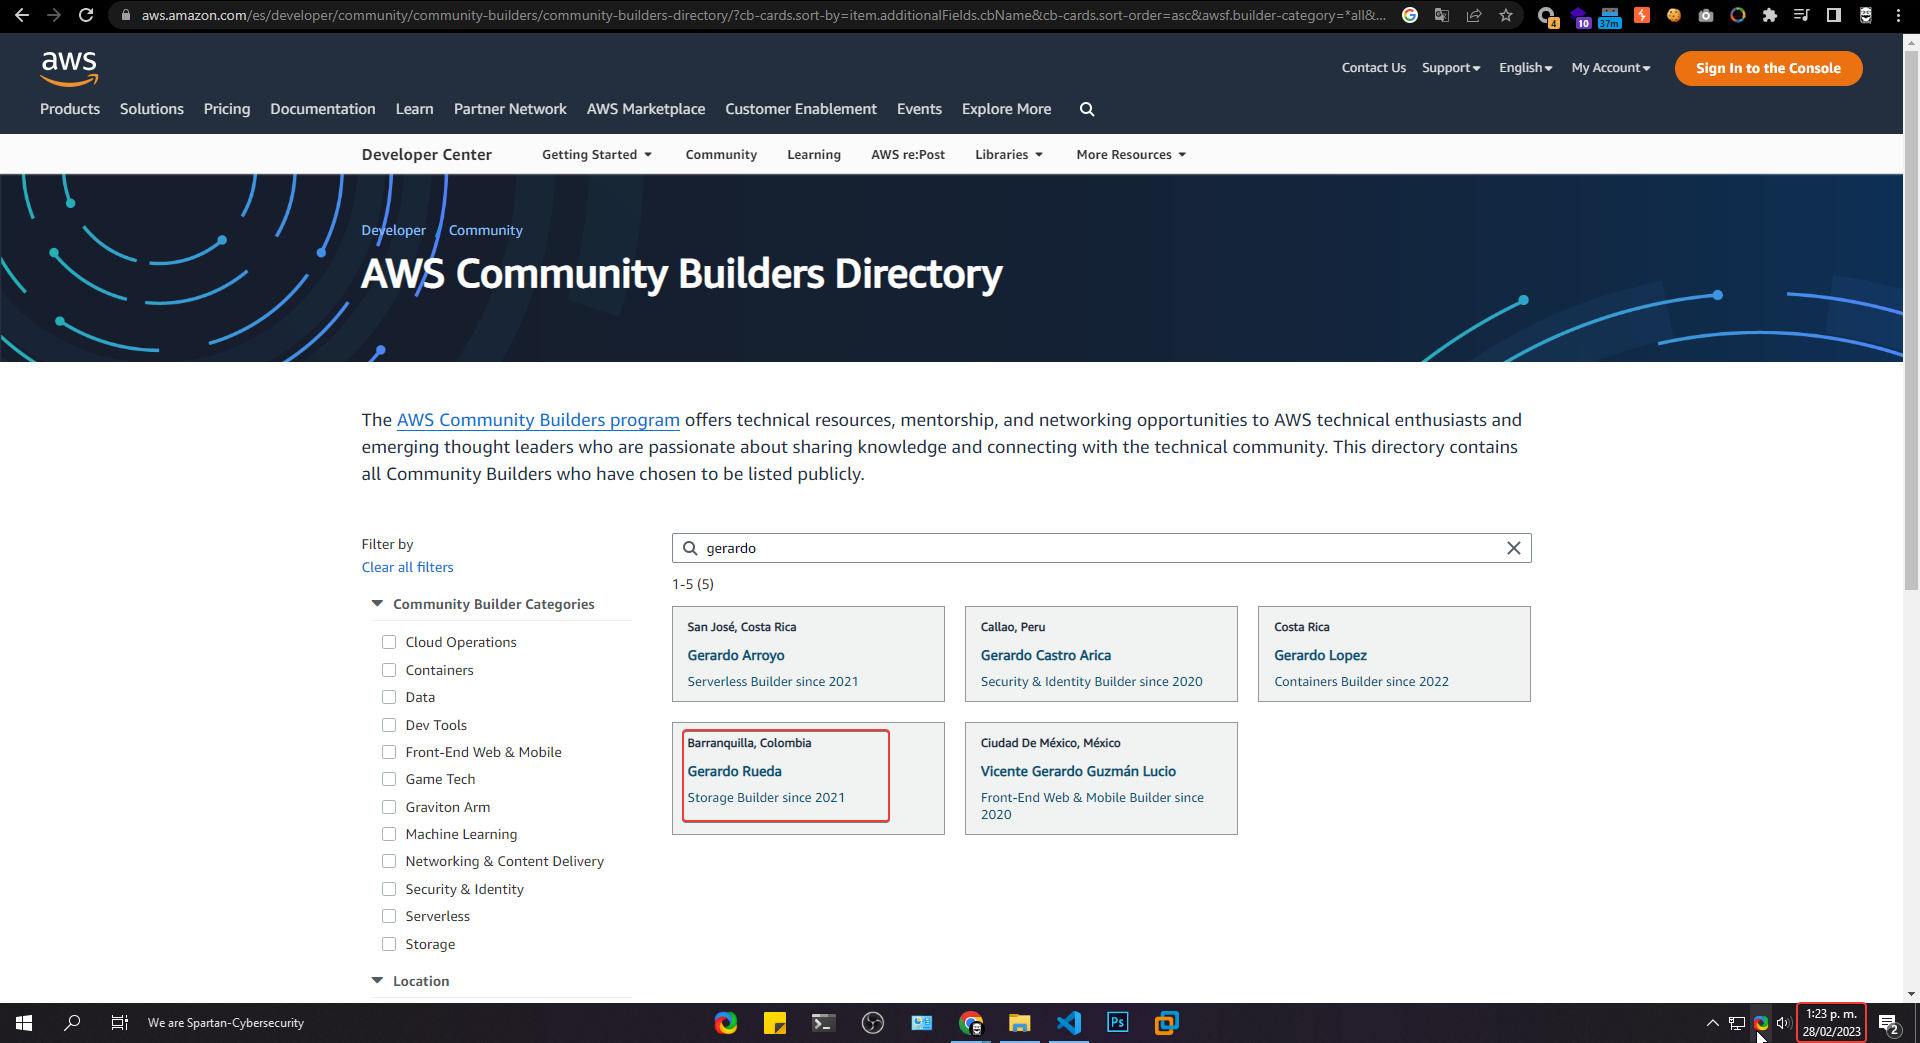 aws.amazon.com/es/developer/community/community-builders/community-builders-directory/?cb-cards.sort-by=item.additionalFields.cbName&cb-cards.sort-order=asc&awsf.builder-category=*all&...
4
10
37m
aws
Contact Us
Support
English
My Account
Sign In to the Console
Products
Solutions
Pricing
Documentation
Learn
Partner Network
AWS Marketplace
Customer Enablement
Events
Explore More
Developer Center
Getting Started
Community
Learning
AWS re:Post
Libraries
More Resources
Developer / Community
AWS Community Builders Directory
The AWS Community Builders program offers technical resources, mentorship, and networking opportunities to AWS technical enthusiasts and
emerging thought leaders who are passionate about sharing knowledge and connecting with the technical community. This directory contains
all Community Builders who have chosen to be listed publicly.
Filter by
Clear all filters
Community Builder Categories
Cloud Operations
Containers
Data
Dev Tools
Front-End Web & Mobile
Game Tech
Graviton Arm
Machine Learning
Networking & Content Delivery
Security & Identity
Serverless
Storage
Location
gerardo
1-5 (5)
San José, Costa Rica
Gerardo Arroyo
Serverless Builder since 2021
Callao, Peru
Gerardo Castro Arica
Security & Identity Builder since 2020
Costa Rica
Gerardo Lopez
Containers Builder since 2022
Barranquilla, Colombia
Gerardo Rueda
Storage Builder since 2021
Ciudad De México, México
Vicente Gerardo Guzmán Lucio
Front-End Web & Mobile Builder since
2020
We are Spartan-Cybersecurity
Ps
1:23 p. m.
28/02/2023
2